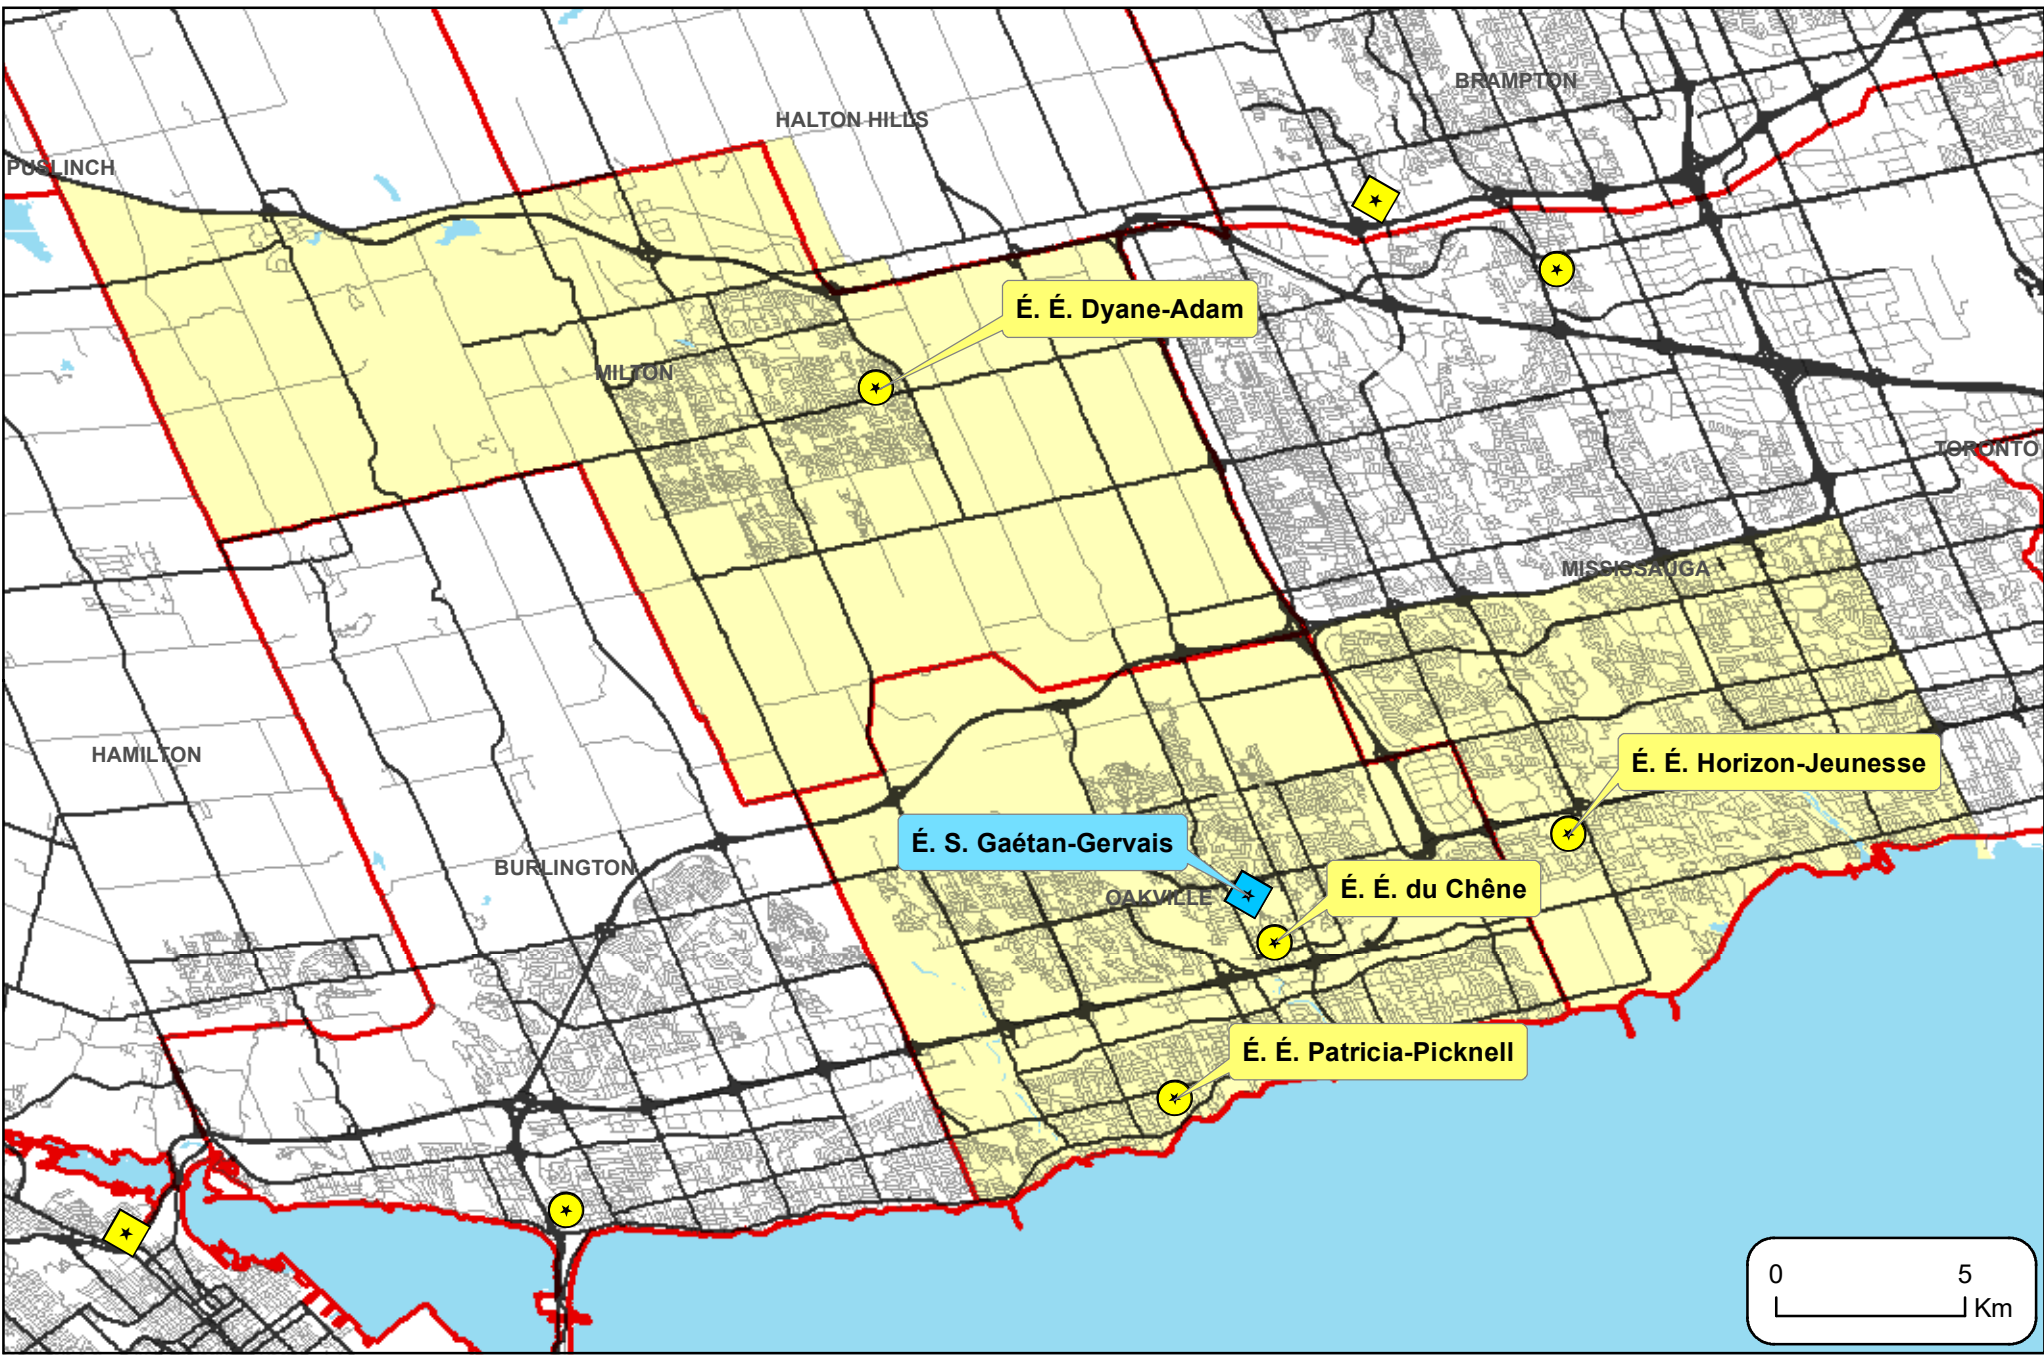 BRAMPTON
HALTON HILLS
PUSLINCH
É. É. Dyane-Adam
MILTON
TORONTO
MISSISSAUGA
HAMILTON
É. É. Horizon-Jeunesse
É. S. Gaétan-Gervais
BURLINGTON
É. É. du Chêne
OAKVILLE
É. É. Patricia-Picknell
0 5
Km